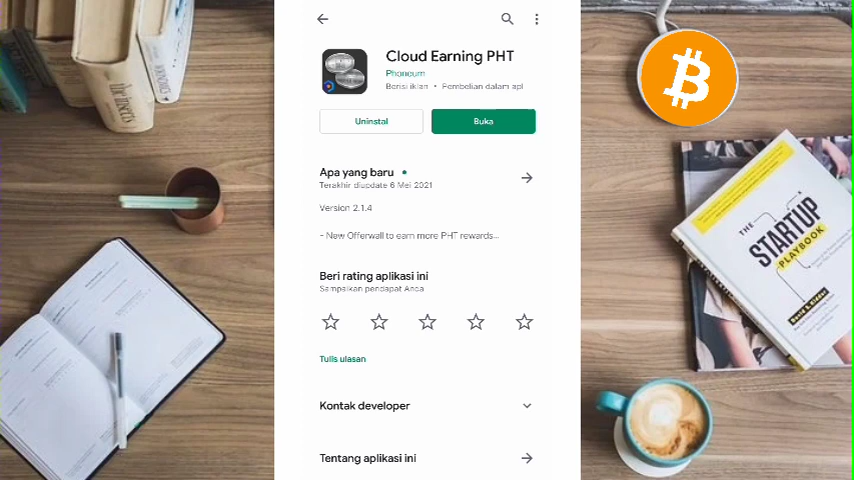 Cloud Earning PHT
Phoneum
Berisi iklan • Pembelian dalam apl
Uninstal
Buka
Apa yang baru •
Terakhir diupdate 6 Mei 2021
Version 2.1.4
- New Offerwall to earn more PHT rewards...
Beri rating aplikasi ini
Sampaikan pendapat Anda
Tulis ulasan
Kontak developer
Tentang aplikasi ini
THE
STARTUP
PLAYBOOK
David S. Kidder